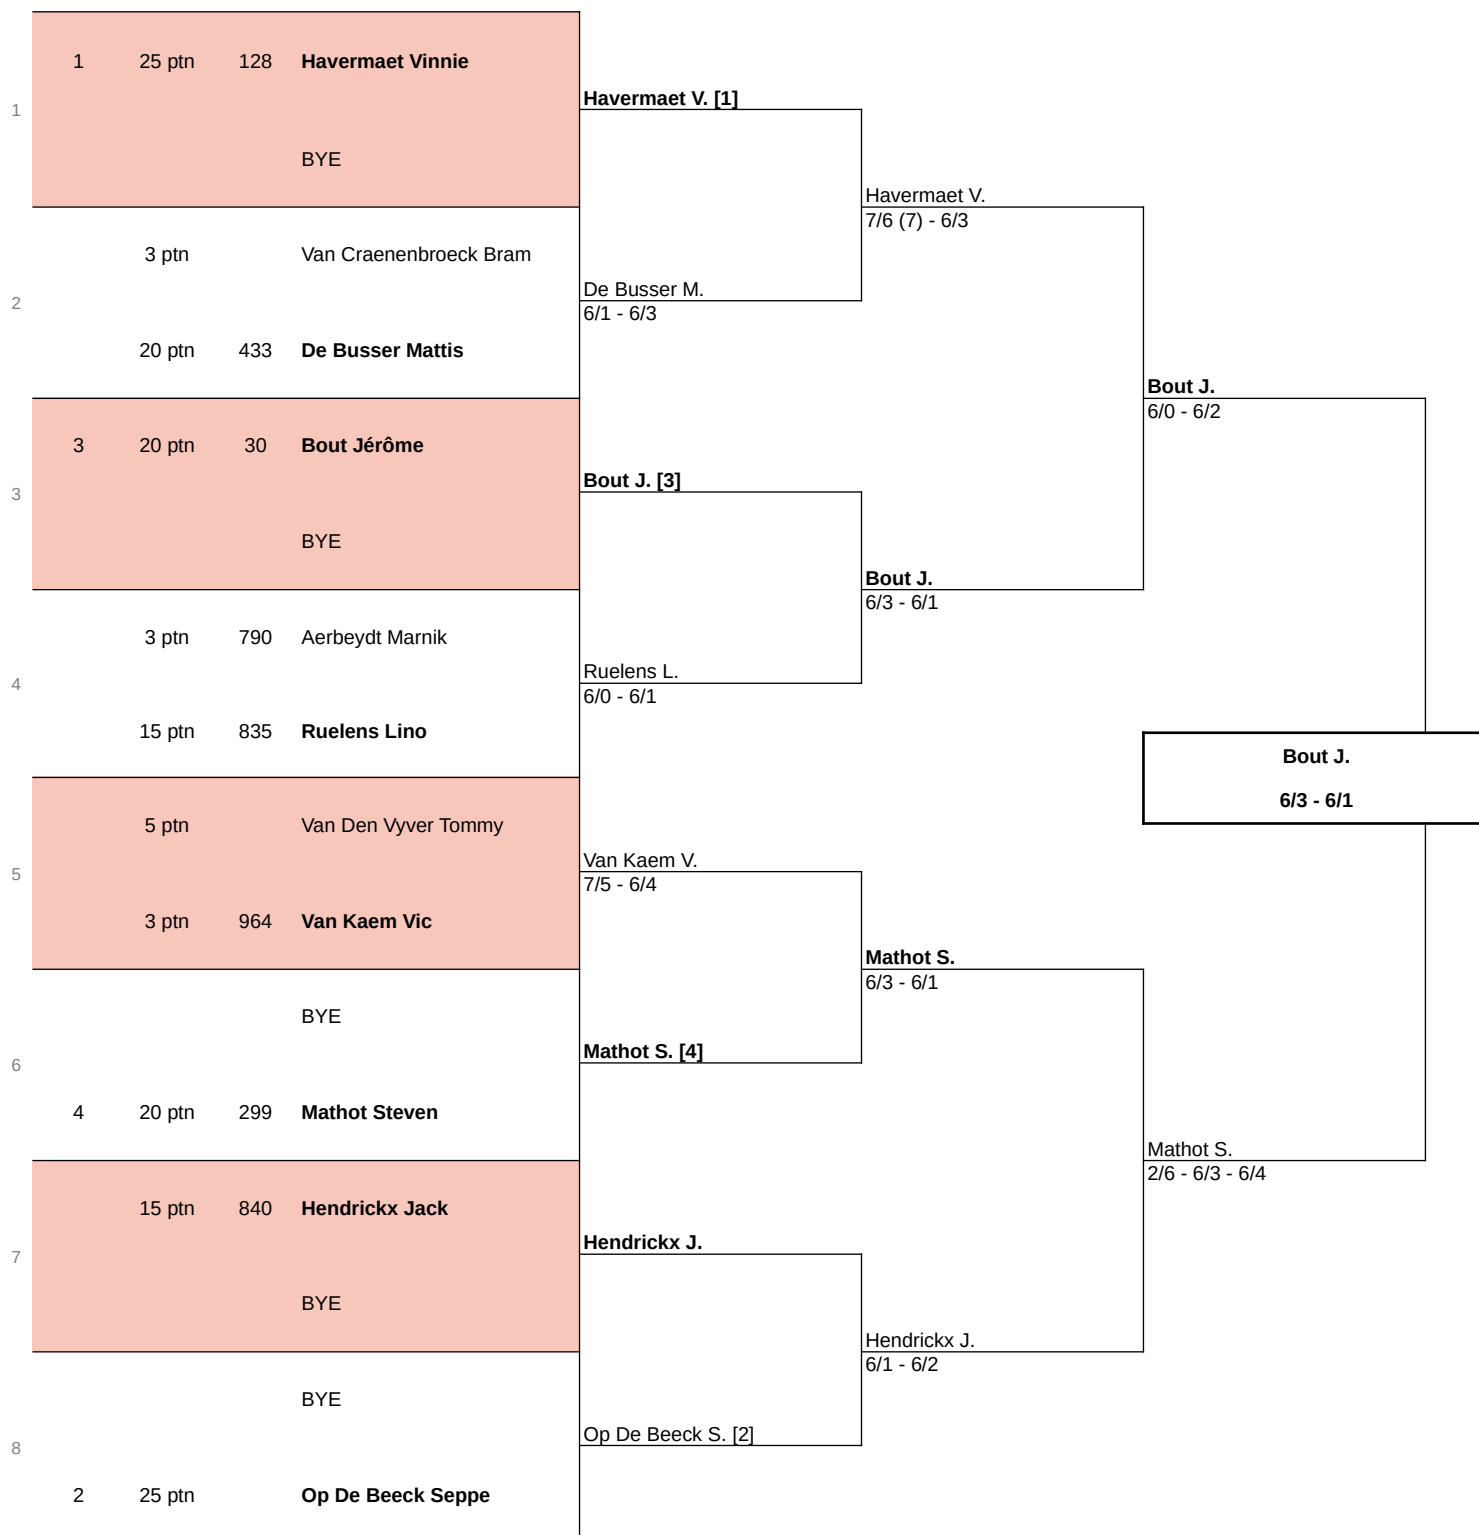 1 25 ptn 128 Havermaet Vinnie
Havermaet V. [1]
1
BYE
Havermaet V.
7/6 (7) - 6/3
3 ptn Van Craenenbroeck Bram
De Busser M.
2
6/1 - 6/3
20 ptn 433 De Busser Mattis
Bout J.
6/0 - 6/2
3 20 ptn 30 Bout Jérôme
Bout J. [3]
3
BYE
Bout J.
6/3 - 6/1
3 ptn 790 Aerbeydt Marnik
Ruelens L.
4
6/0 - 6/1
15 ptn 835 Ruelens Lino
Bout J.
6/3 - 6/1
5 ptn Van Den Vyver Tommy
Van Kaem V.
5
7/5 - 6/4
3 ptn 964 Van Kaem Vic
Mathot S.
6/3 - 6/1
BYE
Mathot S. [4]
6
4 20 ptn 299 Mathot Steven
Mathot S.
2/6 - 6/3 - 6/4
15 ptn 840 Hendrickx Jack
Hendrickx J.
7
BYE
Hendrickx J.
6/1 - 6/2
BYE
Op De Beeck S. [2]
8
2 25 ptn Op De Beeck Seppe